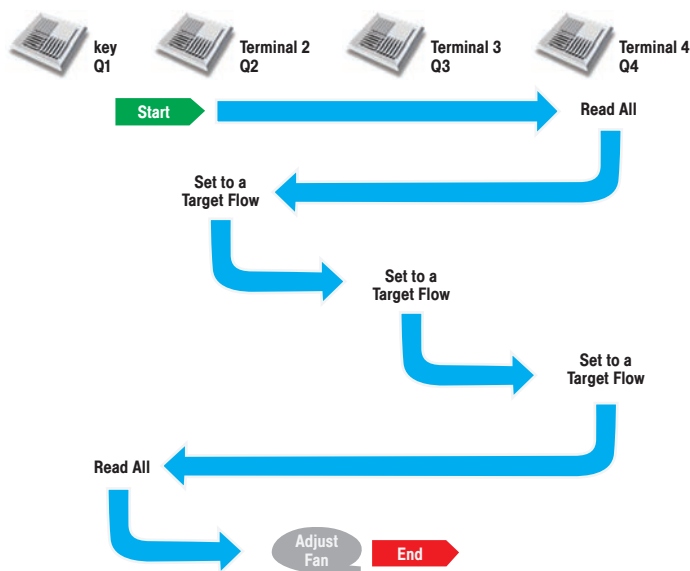 key
Q1
Terminal 2
Q2
Terminal 3
Q3
Terminal 4
Q4
Start
Read All
Set to a
Target Flow
Set to a
Target Flow
Set to a
Target Flow
Read All
Adjust
Fan
End